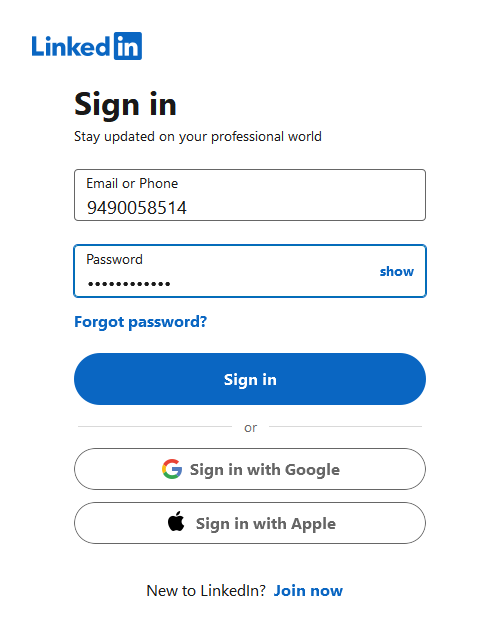 LinkedIn
Sign in
Stay updated on your professional world
Email or Phone
9490058514
Password
••••••••••••
show
Forgot password?
Sign in
or
Sign in with Google
Sign in with Apple
New to LinkedIn? Join now